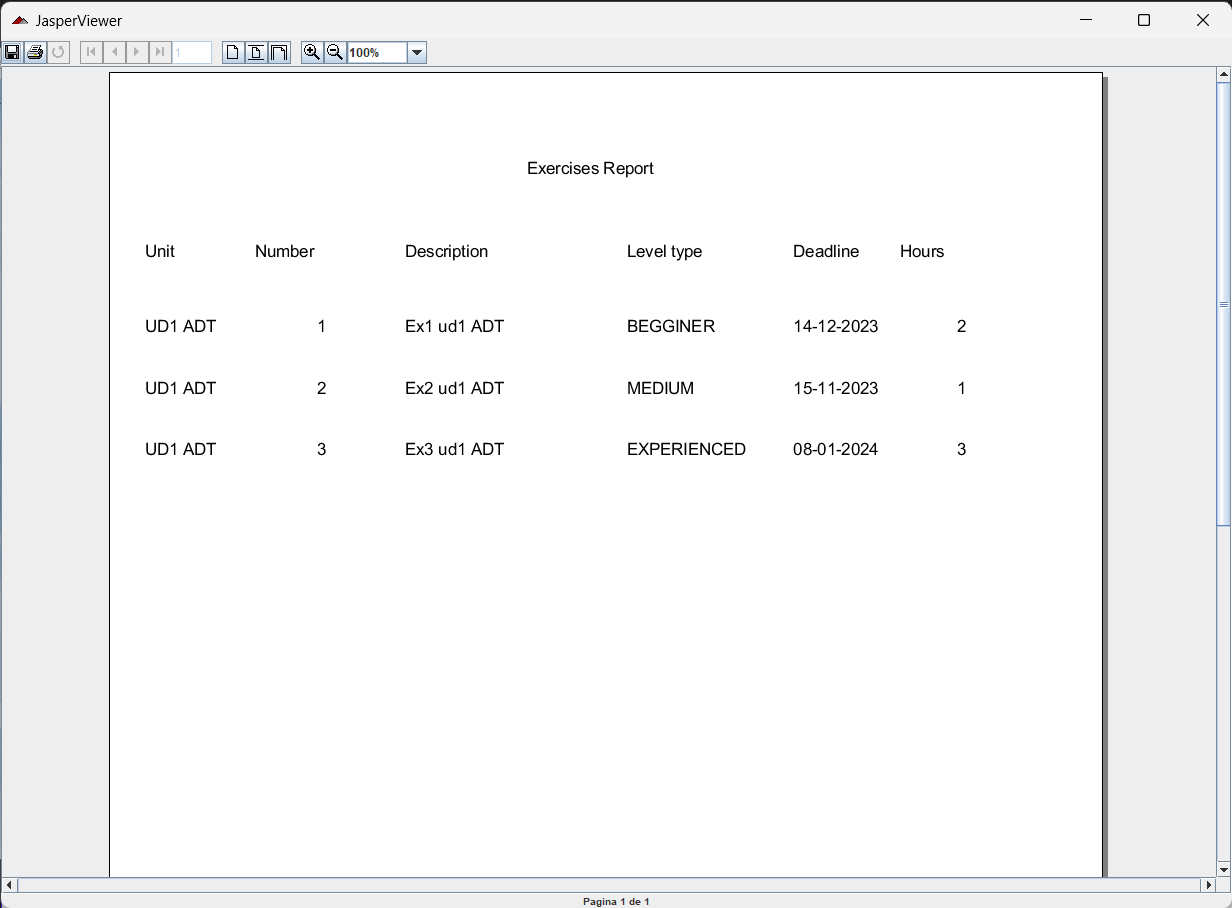 JasperViewer
1 100%
Exercises Report
Unit Number Description Level type Deadline Hours
UD1 ADT 1 Ex1 ud1 ADT BEGGINER 14-12-2023 2
UD1 ADT 2 Ex2 ud1 ADT MEDIUM 15-11-2023 1
UD1 ADT 3 Ex3 ud1 ADT EXPERIENCED 08-01-2024 3
Pagina 1 de 1